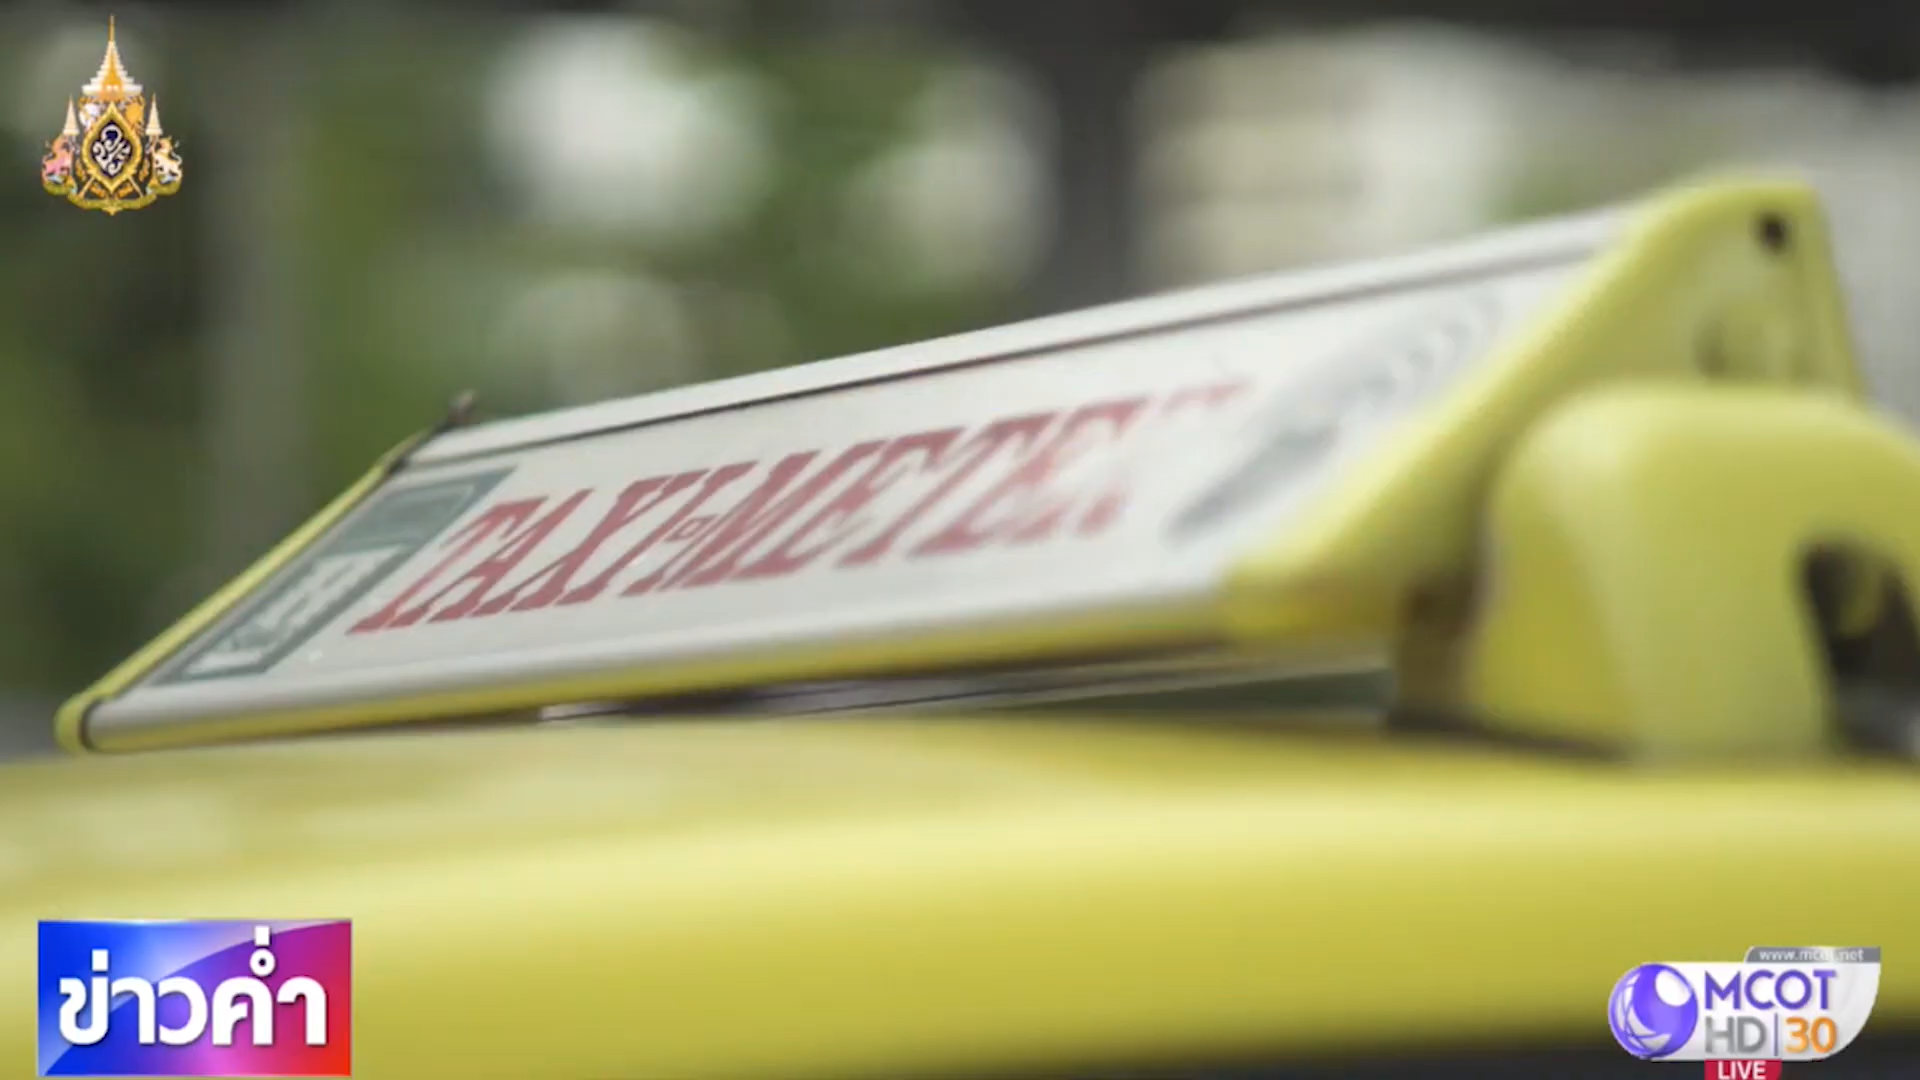 TAXI-METER
ข่าวค่ำ
www.mcot.net
MCOT
HD|30
LIVE